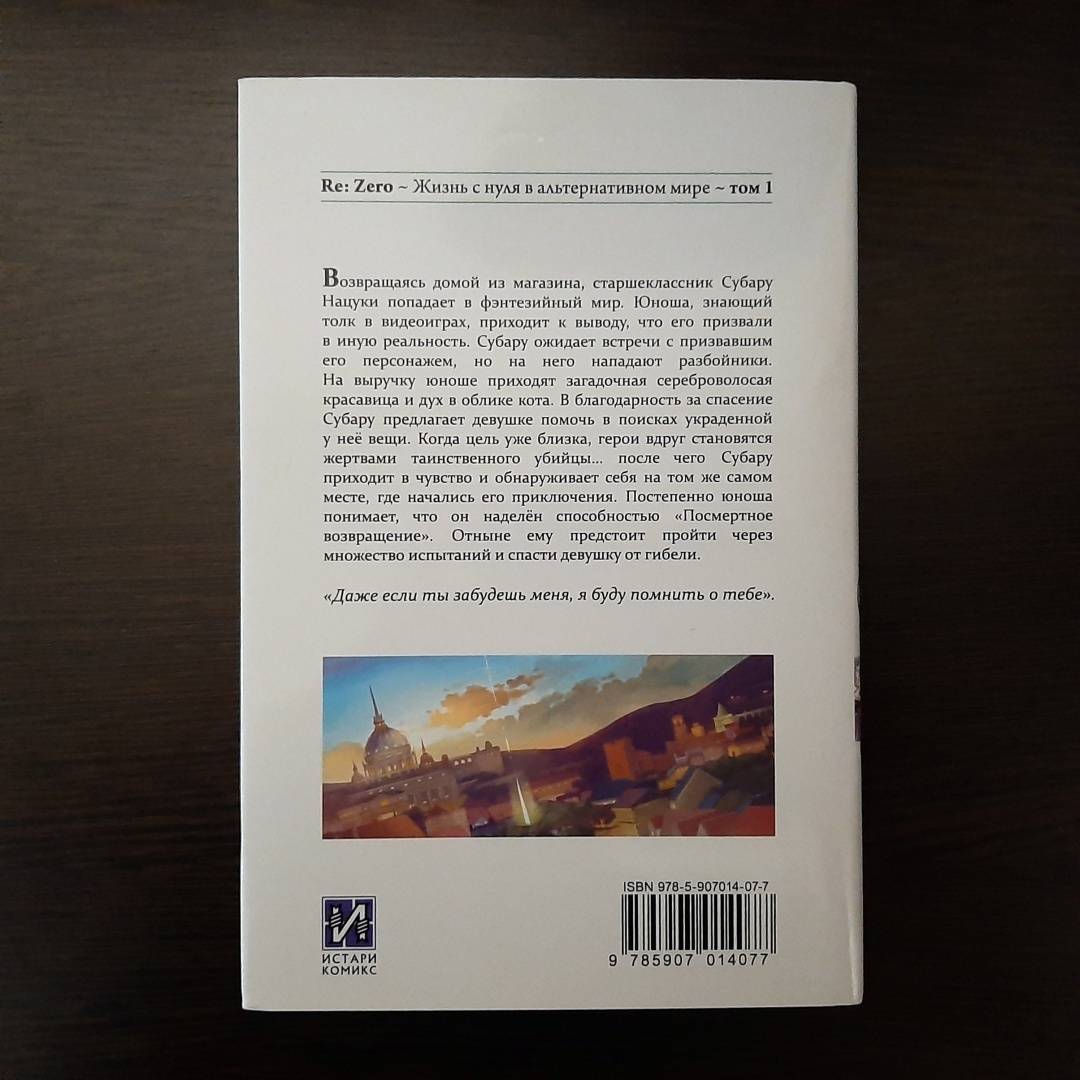 Re: Zero ~ Жизнь с нуля в альтернативном мире ~ том 1
Возвращаясь домой из магазина, старшеклассник Субару
Нацуки попадает в фэнтезийный мир. Юноша, знающий
толк в видеоиграх, приходит к выводу, что его призвали
в иную реальность. Субару ожидает встречи с призвавшим
его персонажем, но на него нападают разбойники.
На выручку юноше приходят загадочная сереброволосая
красавица и дух в облике кота. В благодарность за спасение
Субару предлагает девушке помочь в поисках украденной
у неё вещи. Когда цель уже близка, герои вдруг становятся
жертвами таинственного убийцы... после чего Субару
приходит в чувство и обнаруживает себя на том же самом
месте, где начались его приключения. Постепенно юноша
понимает, что он наделён способностью «Посмертное
возвращение». Отныне ему предстоит пройти через
множество испытаний и спасти девушку от гибели.
«Даже если ты забудешь меня, я буду помнить о тебе».
ISBN 978-5-907014-07-7
9 785907 014077
И
ИСТАРИ
КОМИКС